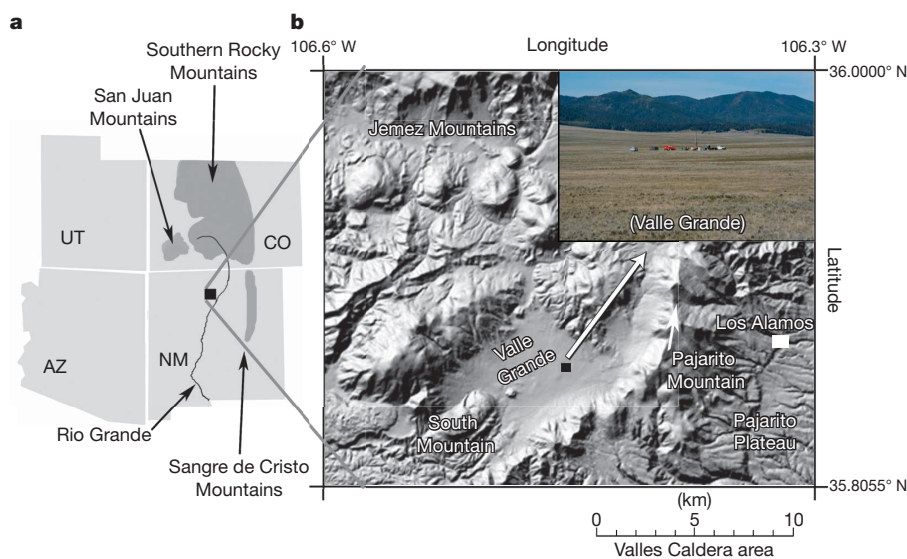 a
Southern Rocky
Mountains
San Juan
Mountains
UT
CO
AZ
NM
Rio Grande
Sangre de Cristo
Mountains
b
106.6° W
Longitude
106.3° W
36.0000° N
Jemez Mountains
(Valle Grande)
Latitude
Los Alamos
Valle
Grande
Pajarito
Mountain
South
Mountain
Pajarito
Plateau
35.8055° N
(km)
0 5 10
Valles Caldera area